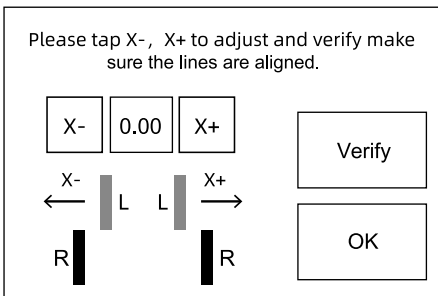 Please tap X-, X+ to adjust and verify make
sure the lines are aligned.
X- 0.00 X+
Verify
X- L L X+
OK
R R